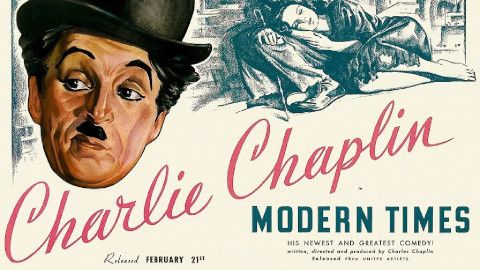 Charlie Chaplin
MODERN TIMES
HIS NEWEST AND GREATEST COMEDY!
written, directed and produced by Charles Chaplin
Released thru UNITED ARTISTS
Released FEBRUARY 21ST